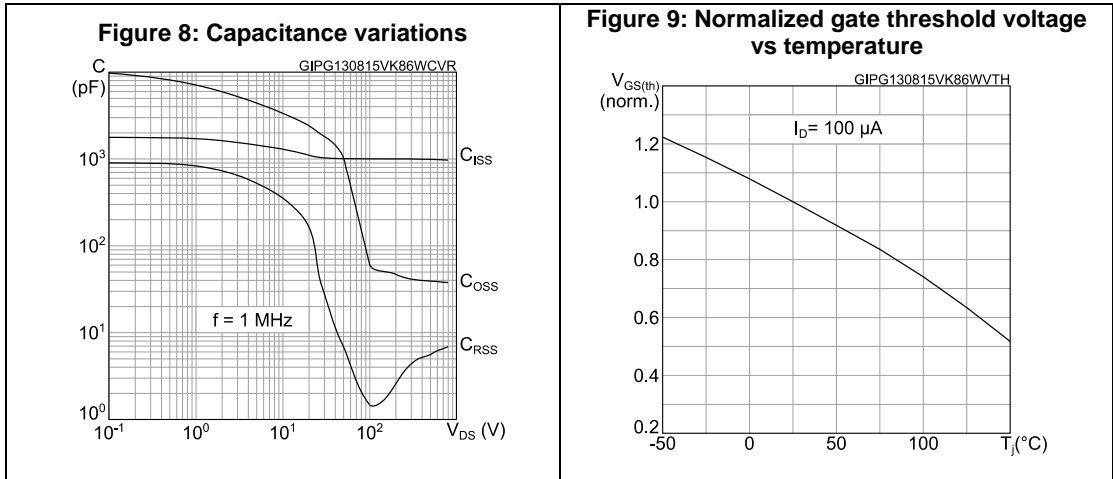 Figure 8: Capacitance variations
GIPG130815VK86WCVR
C
(pF)
10³
10²
10¹
10⁰
C_ISS
C_OSS
C_RSS
f = 1 MHz
10⁻¹ 10⁰ 10¹ 10² V_DS (V)
Figure 9: Normalized gate threshold voltage
vs temperature
GIPG130815VK86WVTH
V_GS(th)
(norm.)
I_D= 100 µA
1.2
1.0
0.8
0.6
0.4
0.2
-50 0 50 100 T_j(°C)